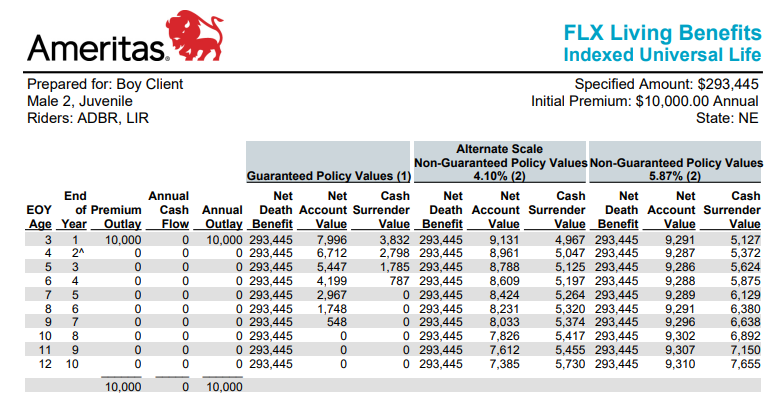 Ameritas.
FLX Living Benefits
Indexed Universal Life
Prepared for: Boy Client
Male 2, Juvenile
Riders: ADBR, LIR
Specified Amount: $293,445
Initial Premium: $10,000.00 Annual
State: NE
Guaranteed Policy Values (1)
Alternate Scale
Non-Guaranteed Policy Values
4.10% (2)
Non-Guaranteed Policy Values
5.87% (2)
End Annual Net Net Cash Net Net Cash Net Net Cash
EOY of Premium Cash Annual Death Account Surrender Death Account Surrender Death Account Surrender
Age Year Outlay Flow Outlay Benefit Value Value Benefit Value Value Benefit Value Value
3 1 10,000 0 10,000 293,445 7,996 3,832 293,445 9,131 4,967 293,445 9,291 5,127
4 2^ 0 0 0 293,445 6,712 2,798 293,445 8,961 5,047 293,445 9,287 5,372
5 3 0 0 0 293,445 5,447 1,785 293,445 8,788 5,125 293,445 9,286 5,624
6 4 0 0 0 293,445 4,199 787 293,445 8,609 5,197 293,445 9,288 5,875
7 5 0 0 0 293,445 2,967 0 293,445 8,424 5,264 293,445 9,289 6,129
8 6 0 0 0 293,445 1,748 0 293,445 8,231 5,320 293,445 9,291 6,380
9 7 0 0 0 293,445 548 0 293,445 8,033 5,374 293,445 9,296 6,638
10 8 0 0 0 293,445 0 0 293,445 7,826 5,417 293,445 9,302 6,892
11 9 0 0 0 293,445 0 0 293,445 7,612 5,455 293,445 9,307 7,150
12 10 0 0 0 293,445 0 0 293,445 7,385 5,730 293,445 9,310 7,655
10,000 0 10,000